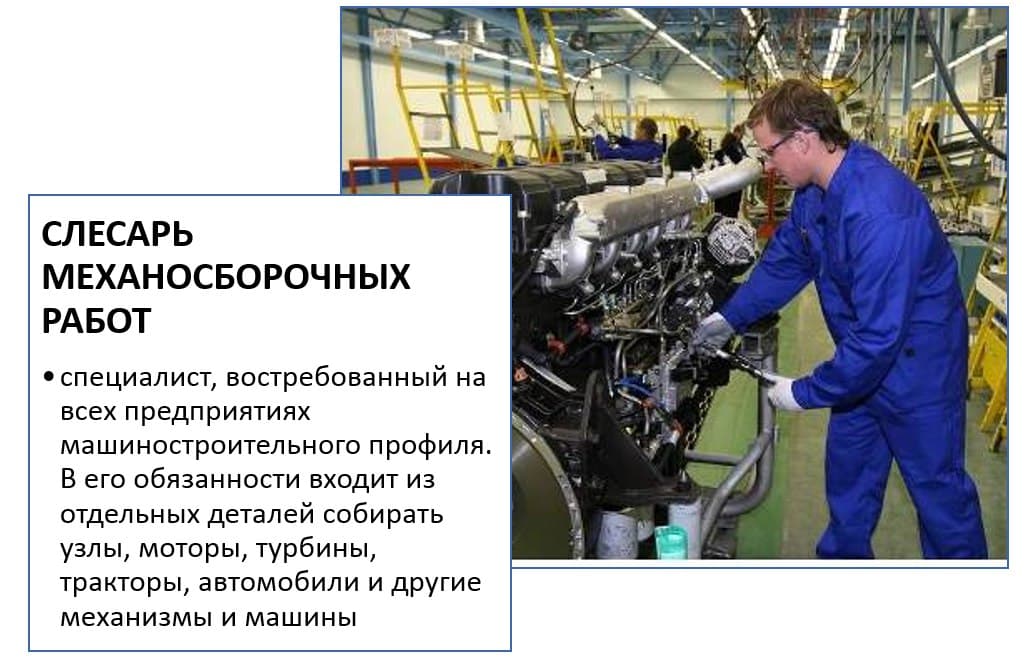 СЛЕСАРЬ
МЕХАНОСБОРОЧНЫХ
РАБОТ
• специалист, востребованный на
всех предприятиях
машиностроительного профиля.
В его обязанности входит из
отдельных деталей собирать
узлы, моторы, турбины,
тракторы, автомобили и другие
механизмы и машины